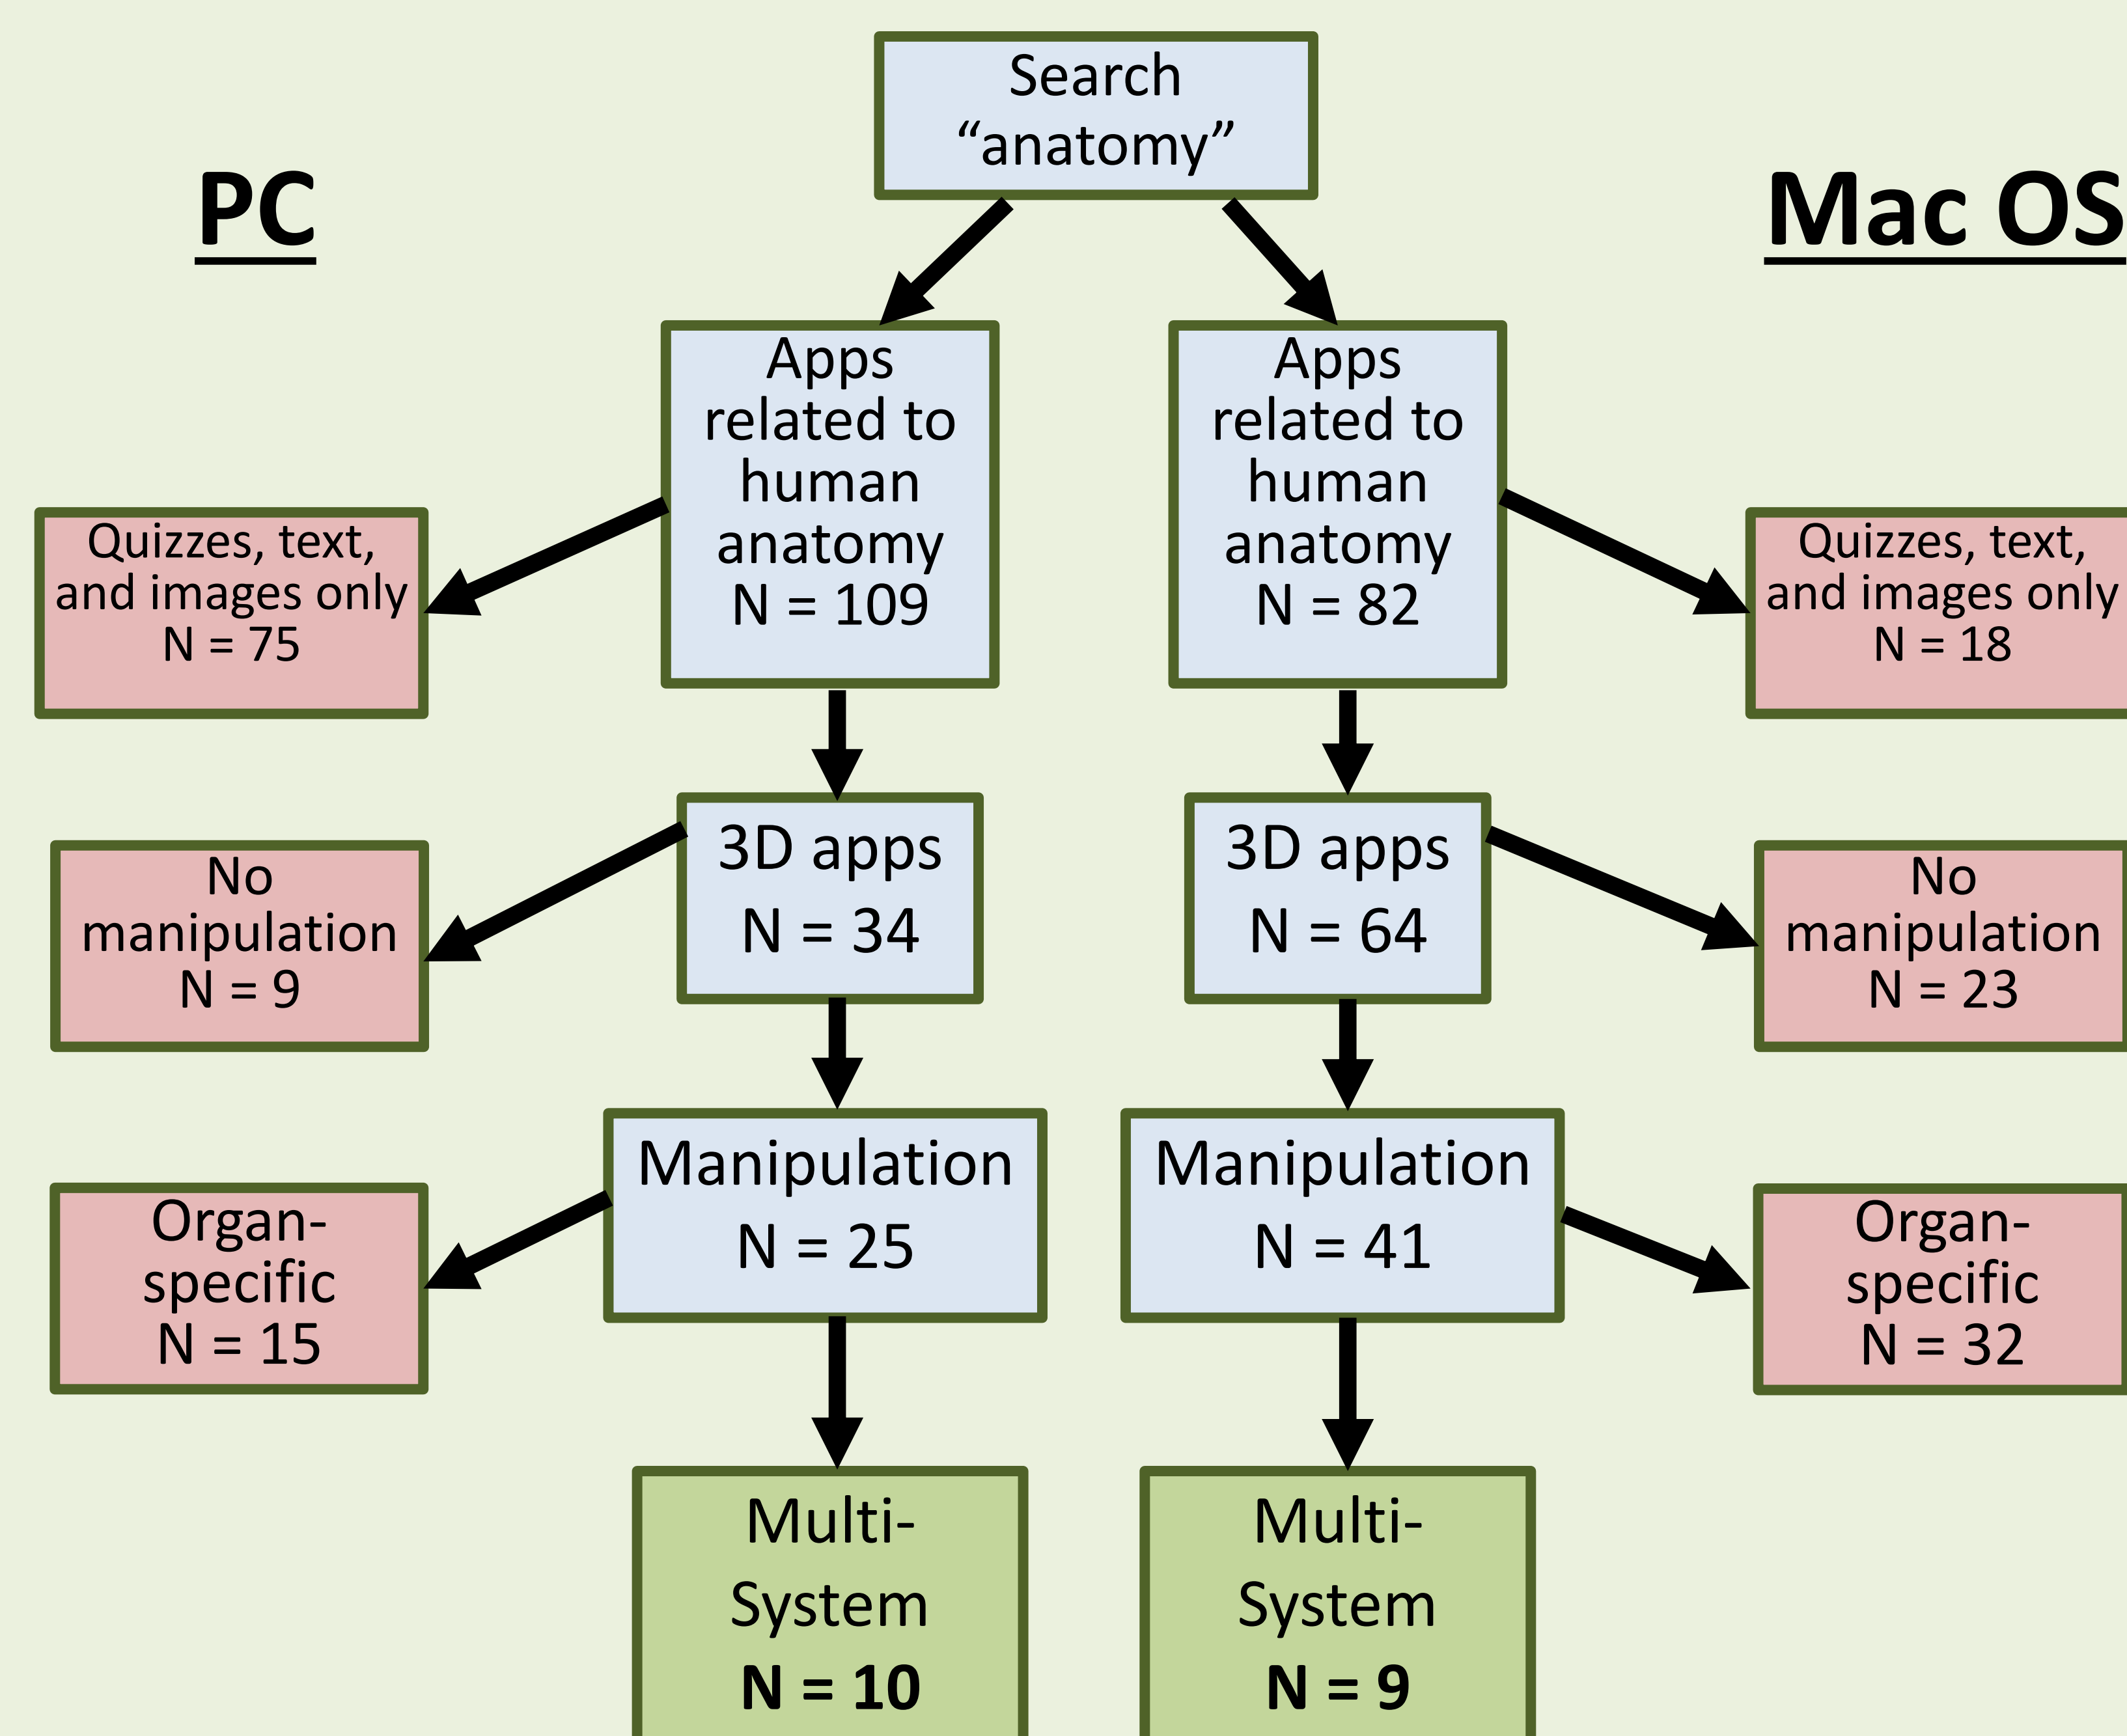 Search
“anatomy”
PC
Mac OS
Apps
related to
human
anatomy
N = 109
Apps
related to
human
anatomy
N = 82
Quizzes, text,
and images only
N = 75
Quizzes, text,
and images only
N = 18
3D apps
N = 34
3D apps
N = 64
No
manipulation
N = 9
No
manipulation
N = 23
Manipulation
N = 25
Manipulation
N = 41
Organ-
specific
N = 15
Organ-
specific
N = 32
Multi-
System
N = 10
Multi-
System
N = 9